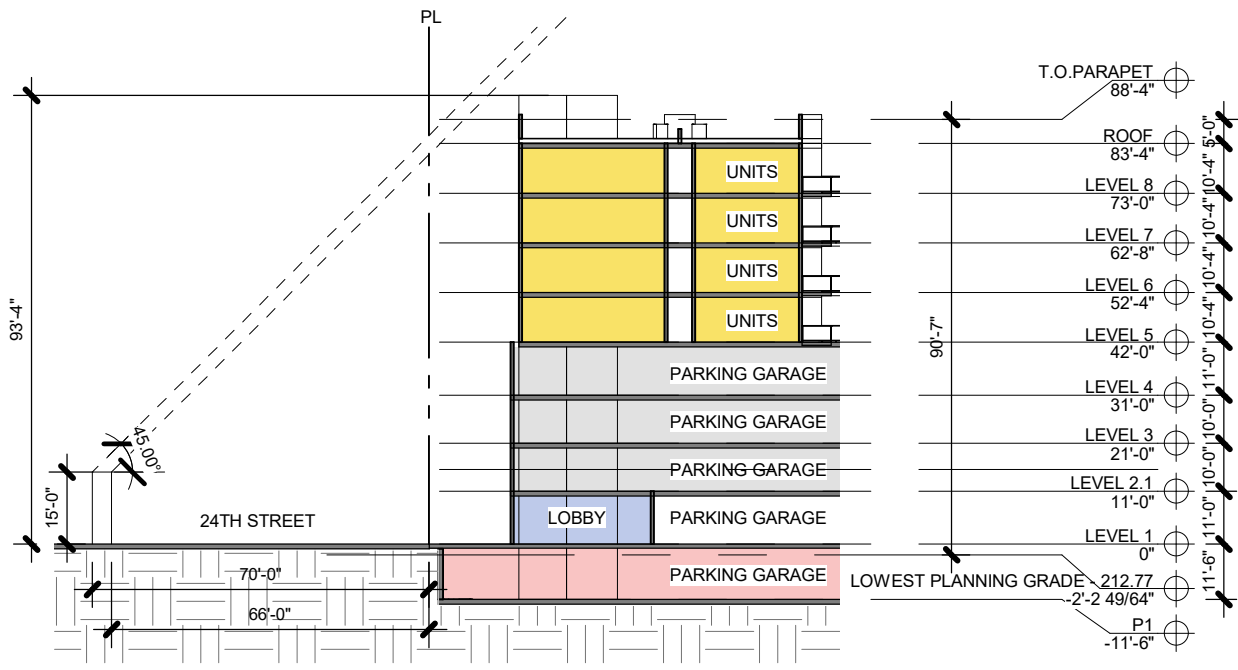 PL
T.O.PARAPET
88'-4"
ROOF
83'-4"
5'-0"
UNITS
10'-4"
LEVEL 8
73'-0"
UNITS
10'-4"
LEVEL 7
62'-8"
UNITS
10'-4"
LEVEL 6
52'-4"
UNITS
10'-4"
LEVEL 5
42'-0"
93'-4"
90'-7"
PARKING GARAGE
11'-0"
LEVEL 4
31'-0"
PARKING GARAGE
10'-0"
LEVEL 3
21'-0"
45.00°
PARKING GARAGE
10'-0"
LEVEL 2.1
11'-0"
15'-0"
24TH STREET
LOBBY
PARKING GARAGE
11'-0"
LEVEL 1
0"
70'-0"
PARKING GARAGE
LOWEST PLANNING GRADE - 212.77
-2'-2 49/64"
11'-6"
66'-0"
P1
-11'-6"